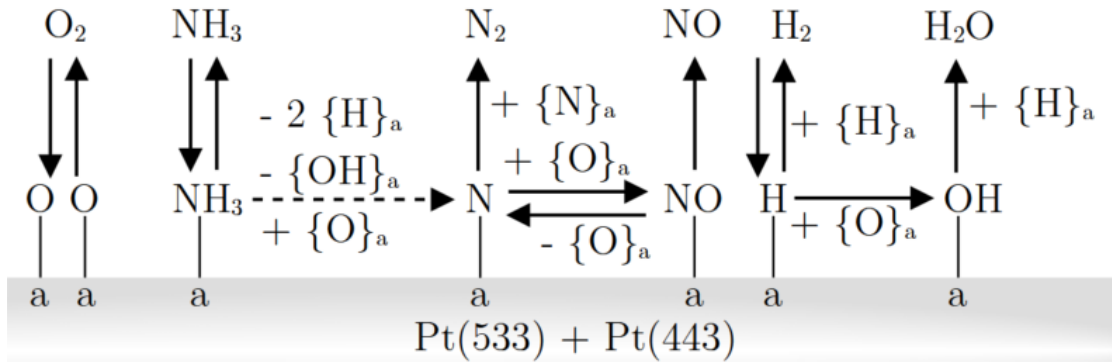 O₂ NH₃ N₂ NO H₂ H₂O
- 2 {H}ₐ + {N}ₐ + {H}ₐ + {H}ₐ
- {OH}ₐ + {O}ₐ
O O NH₃ N NO H OH
+ {O}ₐ - {O}ₐ + {O}ₐ
a a a a a a a
Pt(533) + Pt(443)